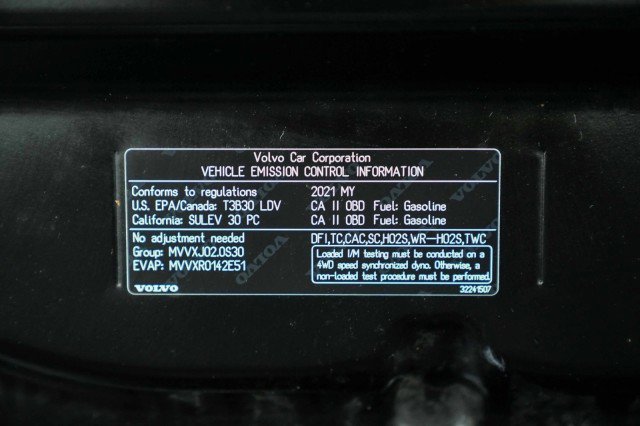 Volvo Car Corporation
VEHICLE EMISSION CONTROL INFORMATION
Conforms to regulations 2021 MY
U.S. EPA/Canada: T3B30 LDV CA II OBD Fuel: Gasoline
California: SULEV 30 PC CA II OBD Fuel: Gasoline
No adjustment needed DFI,TC,CAC,SC,HO2S,WR-HO2S,TWC
Group: MVVXJ02.0S30
EVAP: MVVXR0142E51
Loaded I/M testing must be conducted on a
4WD speed synchronized dyno. Otherwise, a
non-loaded test procedure must be performed.
VOLVO 32241507